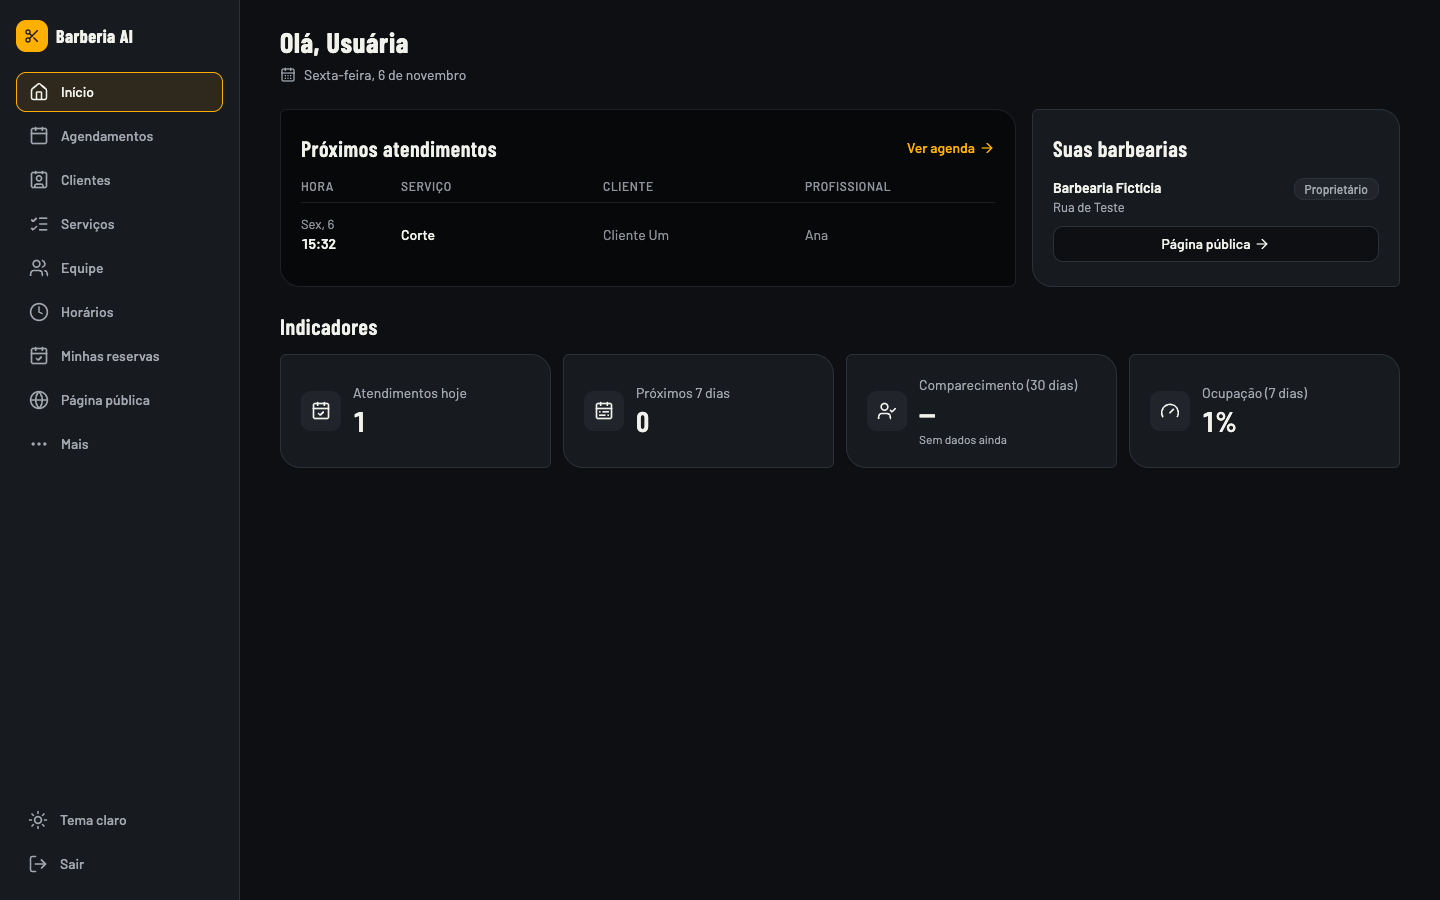 Barberia AI
Início
Agendamentos
Clientes
Serviços
Equipe
Horários
Minhas reservas
Página pública
Mais
Tema claro
Sair
Olá, Usuária
Sexta-feira, 6 de novembro
Próximos atendimentos
Ver agenda →
HORA SERVIÇO CLIENTE PROFISSIONAL
Sex, 6
15:32 Corte Cliente Um Ana
Suas barbearias
Barbearia Fictícia Proprietário
Rua de Teste
Página pública →
Indicadores
Atendimentos hoje
1
Próximos 7 dias
0
Comparecimento (30 dias)
–
Sem dados ainda
Ocupação (7 dias)
1%